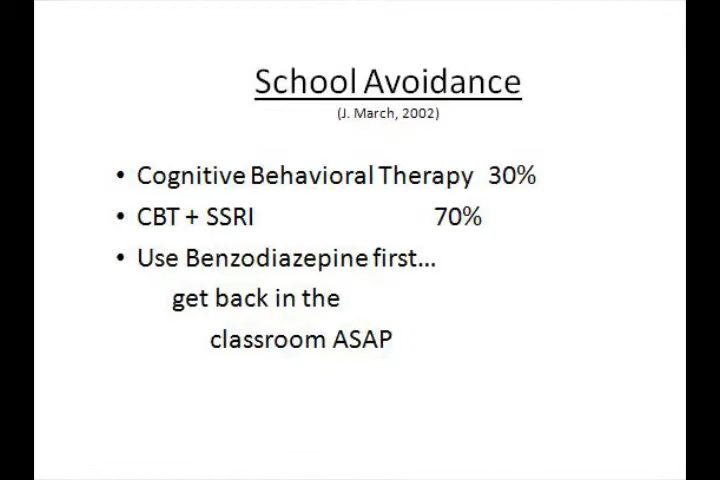 School Avoidance
(J. March, 2002)
• Cognitive Behavioral Therapy 30%
• CBT + SSRI 70%
• Use Benzodiazepine first...
get back in the
classroom ASAP